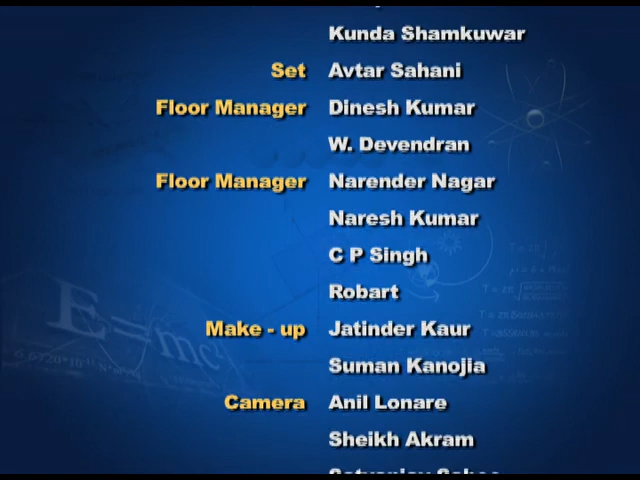 Kunda Shamkuwar
Set Avtar Sahani
Floor Manager Dinesh Kumar
W. Devendran
Floor Manager Narender Nagar
Naresh Kumar
C P Singh
Robart
Make - up Jatinder Kaur
Suman Kanojia
Camera Anil Lonare
Sheikh Akram
E=mc²